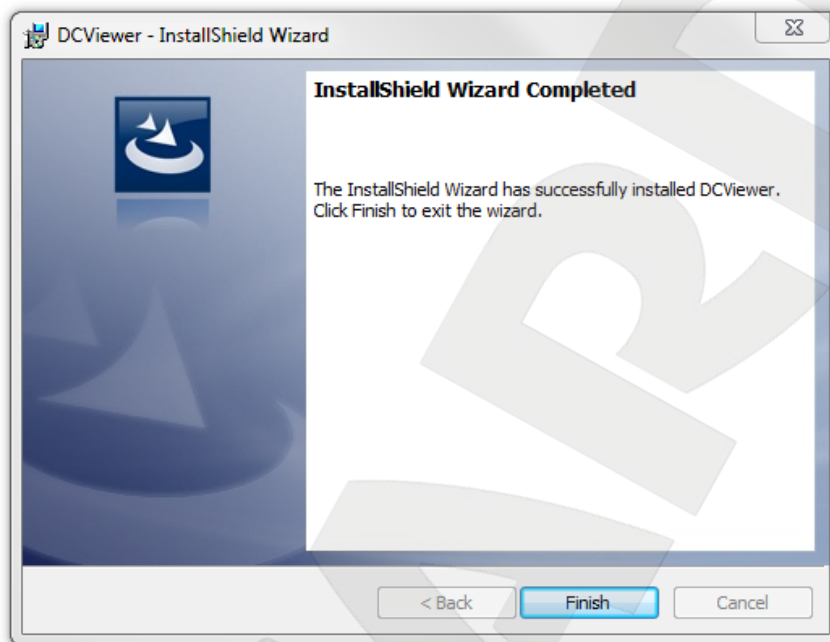 DCViewer - InstallShield Wizard
InstallShield Wizard Completed
The InstallShield Wizard has successfully installed DCViewer.
Click Finish to exit the wizard.
< Back
Finish
Cancel